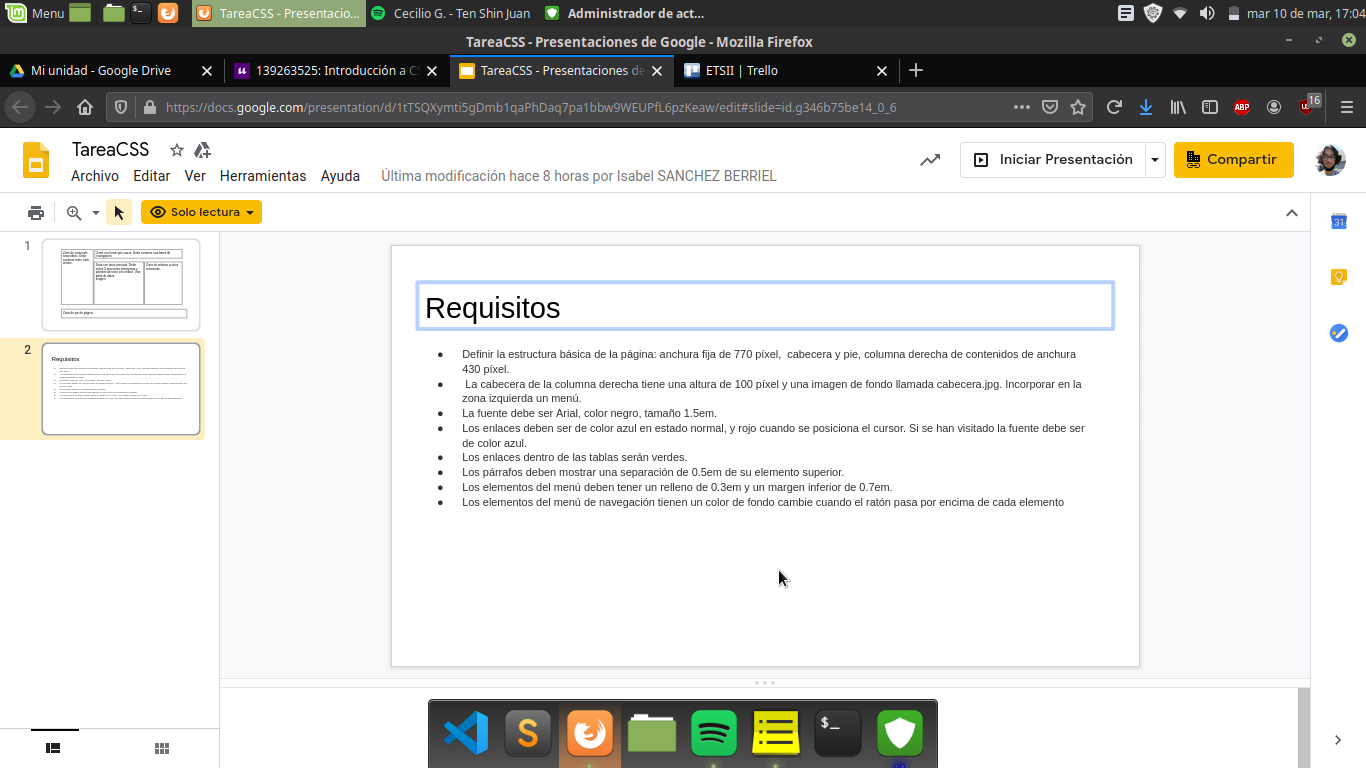 Menu
TareaCSS - Presentacio...
Cecilio G. - Ten Shin Juan
Administrador de act...
mar 10 de mar, 17:04
TareaCSS - Presentaciones de Google - Mozilla Firefox
Mi unidad - Google Drive
139263525: Introducción a CS
TareaCSS - Presentaciones de
ETSII | Trello
https://docs.google.com/presentation/d/1tTSQXymti5gDmb1qaPhDaq7pa1bbw9WEUPfL6pzKeaw/edit#slide=id.g346b75be14_0_6
ABP
16
TareaCSS
Archivo Editar Ver Herramientas Ayuda
Última modificación hace 8 horas por Isabel SANCHEZ BERRIEL
Iniciar Presentación
Compartir
Solo lectura
31
1
2
Requisitos
Requisitos
● Definir la estructura básica de la página: anchura fija de 770 píxel,  cabecera y pie, columna derecha de contenidos de anchura
430 píxel.
● La cabecera de la columna derecha tiene una altura de 100 píxel y una imagen de fondo llamada cabecera.jpg. Incorporar en la
zona izquierda un menú.
● La fuente debe ser Arial, color negro, tamaño 1.5em.
● Los enlaces deben ser de color azul en estado normal, y rojo cuando se posiciona el cursor. Si se han visitado la fuente debe ser
de color azul.
● Los enlaces dentro de las tablas serán verdes.
● Los párrafos deben mostrar una separación de 0.5em de su elemento superior.
● Los elementos del menú deben tener un relleno de 0.3em y un margen inferior de 0.7em.
● Los elementos del menú de navegación tienen un color de fondo cambie cuando el ratón pasa por encima de cada elemento
S
$_